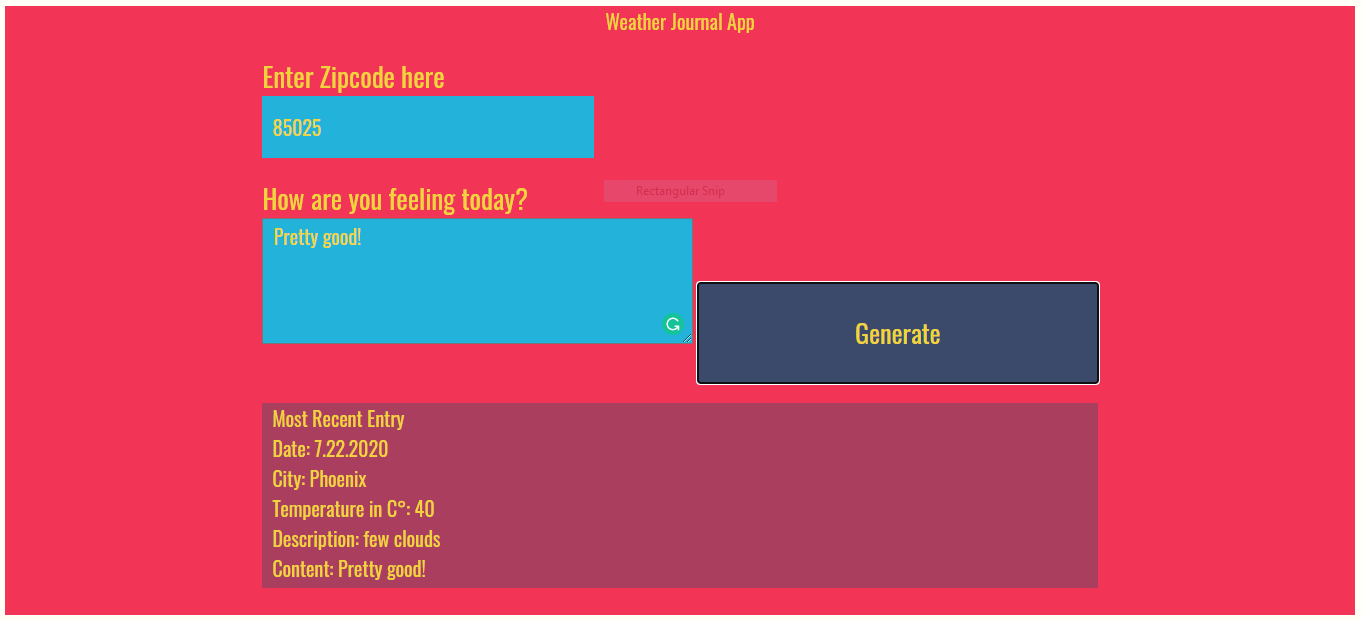 Weather Journal App
Enter Zipcode here
85025
How are you feeling today?
Rectangular Snip
Pretty good!
Generate
Most Recent Entry
Date: 7.22.2020
City: Phoenix
Temperature in C°: 40
Description: few clouds
Content: Pretty good!